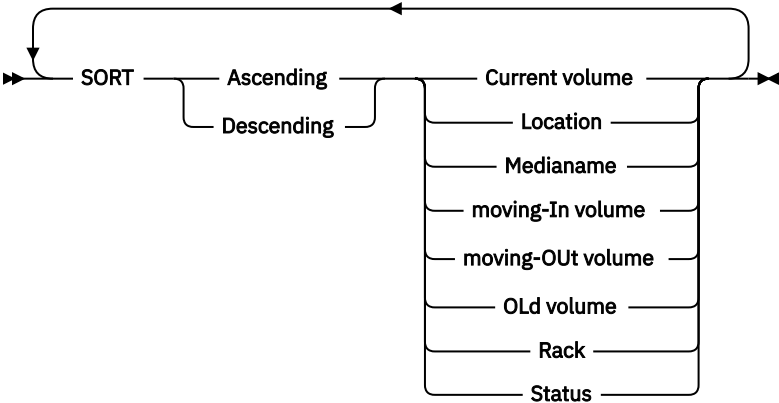 SORT Ascending Current volume
Descending Location
Medianame
moving-In volume
moving-OUt volume
OLd volume
Rack
Status